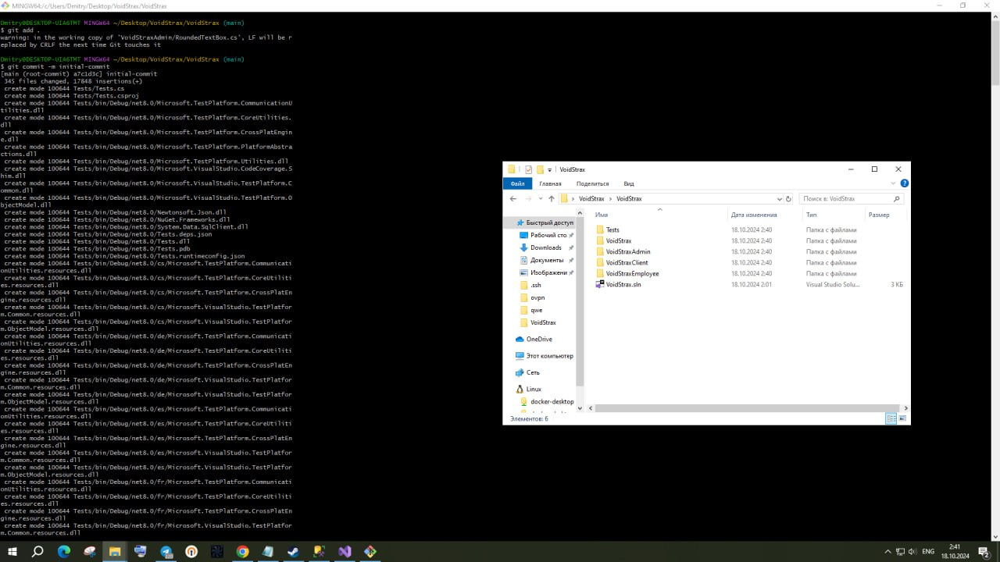 MINGW64:/c/Users/Dmitry/Desktop/VoidStrax/VoidStrax
Dmitry@DESKTOP-UIA6TMT MINGW64 ~/Desktop/VoidStrax/VoidStrax (main)
$ git add .
warning: in the working copy of 'VoidStraxAdmin/RoundedTextBox.cs', LF will be r
eplaced by CRLF the next time Git touches it
Dmitry@DESKTOP-UIA6TMT MINGW64 ~/Desktop/VoidStrax/VoidStrax (main)
$ git commit -m initial-commit
[main (root-commit) a7c1d3c] initial-commit
345 files changed, 17848 insertions(+)
create mode 100644 Tests/Tests.cs
create mode 100644 Tests/Tests.csproj
create mode 100644 Tests/bin/Debug/net8.0/Microsoft.TestPlatform.CommunicationU
tilities.dll
create mode 100644 Tests/bin/Debug/net8.0/Microsoft.TestPlatform.CoreUtilities.
dll
create mode 100644 Tests/bin/Debug/net8.0/Microsoft.TestPlatform.CrossPlatEngin
e.dll
create mode 100644 Tests/bin/Debug/net8.0/Microsoft.TestPlatform.PlatformAbstra
ctions.dll
create mode 100644 Tests/bin/Debug/net8.0/Microsoft.TestPlatform.Utilities.dll
create mode 100644 Tests/bin/Debug/net8.0/Microsoft.VisualStudio.CodeCoverage.S
him.dll
create mode 100644 Tests/bin/Debug/net8.0/Microsoft.VisualStudio.TestPlatform.C
ommon.dll
create mode 100644 Tests/bin/Debug/net8.0/Microsoft.VisualStudio.TestPlatform.O
bjectModel.dll
create mode 100644 Tests/bin/Debug/net8.0/Newtonsoft.Json.dll
create mode 100644 Tests/bin/Debug/net8.0/NuGet.Frameworks.dll
create mode 100644 Tests/bin/Debug/net8.0/System.Data.SqlClient.dll
create mode 100644 Tests/bin/Debug/net8.0/Tests.deps.json
create mode 100644 Tests/bin/Debug/net8.0/Tests.dll
create mode 100644 Tests/bin/Debug/net8.0/Tests.pdb
create mode 100644 Tests/bin/Debug/net8.0/Tests.runtimeconfig.json
create mode 100644 Tests/bin/Debug/net8.0/cs/Microsoft.TestPlatform.Communicati
onUtilities.resources.dll
create mode 100644 Tests/bin/Debug/net8.0/cs/Microsoft.TestPlatform.CoreUtiliti
es.resources.dll
create mode 100644 Tests/bin/Debug/net8.0/cs/Microsoft.TestPlatform.CrossPlatEn
gine.resources.dll
create mode 100644 Tests/bin/Debug/net8.0/cs/Microsoft.VisualStudio.TestPlatfor
m.Common.resources.dll
create mode 100644 Tests/bin/Debug/net8.0/cs/Microsoft.VisualStudio.TestPlatfor
m.ObjectModel.resources.dll
create mode 100644 Tests/bin/Debug/net8.0/de/Microsoft.TestPlatform.Communicati
onUtilities.resources.dll
create mode 100644 Tests/bin/Debug/net8.0/de/Microsoft.TestPlatform.CoreUtiliti
es.resources.dll
create mode 100644 Tests/bin/Debug/net8.0/de/Microsoft.TestPlatform.CrossPlatEn
gine.resources.dll
create mode 100644 Tests/bin/Debug/net8.0/de/Microsoft.VisualStudio.TestPlatfor
m.Common.resources.dll
create mode 100644 Tests/bin/Debug/net8.0/de/Microsoft.VisualStudio.TestPlatfor
m.ObjectModel.resources.dll
create mode 100644 Tests/bin/Debug/net8.0/es/Microsoft.TestPlatform.Communicati
onUtilities.resources.dll
create mode 100644 Tests/bin/Debug/net8.0/es/Microsoft.TestPlatform.CoreUtiliti
es.resources.dll
create mode 100644 Tests/bin/Debug/net8.0/es/Microsoft.TestPlatform.CrossPlatEn
gine.resources.dll
create mode 100644 Tests/bin/Debug/net8.0/es/Microsoft.VisualStudio.TestPlatfor
m.Common.resources.dll
create mode 100644 Tests/bin/Debug/net8.0/es/Microsoft.VisualStudio.TestPlatfor
m.ObjectModel.resources.dll
create mode 100644 Tests/bin/Debug/net8.0/fr/Microsoft.TestPlatform.Communicati
onUtilities.resources.dll
create mode 100644 Tests/bin/Debug/net8.0/fr/Microsoft.TestPlatform.CoreUtiliti
es.resources.dll
create mode 100644 Tests/bin/Debug/net8.0/fr/Microsoft.TestPlatform.CrossPlatEn
gine.resources.dll
create mode 100644 Tests/bin/Debug/net8.0/fr/Microsoft.VisualStudio.TestPlatfor
m.Common.resources.dll
VoidStrax
Файл Главная Поделиться Вид
VoidStrax VoidStrax Поиск в: VoidStrax
Имя Дата изменения Тип Размер
Быстрый доступ
Рабочий сто.
Downloads
Документы
Изображени
.ssh
ovpn
qwe
VoidStrax
OneDrive
Этот компьютер
Сеть
Linux
docker-desktop
Tests 18.10.2024 2:40 Папка с файлами
VoidStrax 18.10.2024 2:40 Папка с файлами
VoidStraxAdmin 18.10.2024 2:40 Папка с файлами
VoidStraxClient 18.10.2024 2:40 Папка с файлами
VoidStraxEmployee 18.10.2024 2:40 Папка с файлами
VoidStrax.sln 18.10.2024 2:01 Visual Studio Solu... 3 КБ
Элементов: 6
ENG
2:41
18.10.2024
2